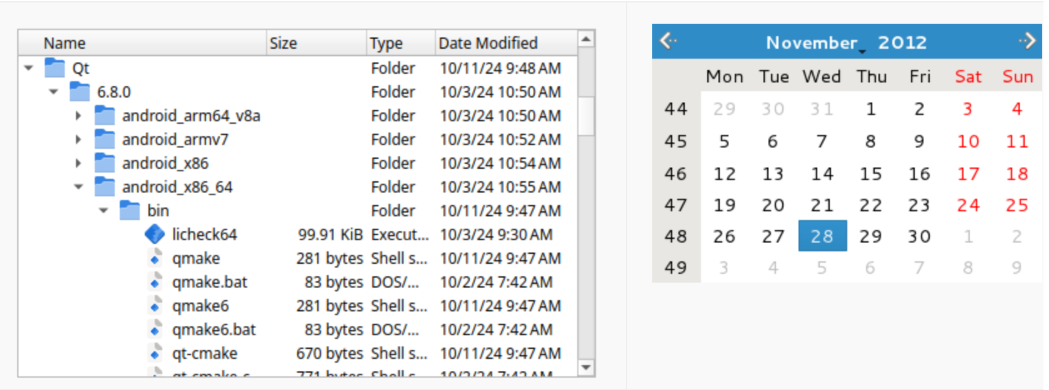 Name Size Type Date Modified
Qt Folder 10/11/24 9:48 AM
6.8.0 Folder 10/3/24 10:50 AM
android_arm64_v8a Folder 10/3/24 10:50 AM
android_armv7 Folder 10/3/24 10:52 AM
android_x86 Folder 10/3/24 10:54 AM
android_x86_64 Folder 10/3/24 10:55 AM
bin Folder 10/11/24 9:47 AM
licheck64 99.91 KiB Execut... 10/3/24 9:30 AM
qmake 281 bytes Shell s... 10/11/24 9:47 AM
qmake.bat 83 bytes DOS/... 10/2/24 7:42 AM
qmake6 281 bytes Shell s... 10/11/24 9:47 AM
qmake6.bat 83 bytes DOS/... 10/2/24 7:42 AM
qt-cmake 670 bytes Shell s... 10/11/24 9:47 AM
771 bytes Shell s... 10/2/24 7:42 AM
November 2012
Mon Tue Wed Thu Fri Sat Sun
44 29 30 31 1 2 3 4
45 5 6 7 8 9 10 11
46 12 13 14 15 16 17 18
47 19 20 21 22 23 24 25
48 26 27 28 29 30 1 2
49 3 4 5 6 7 8 9